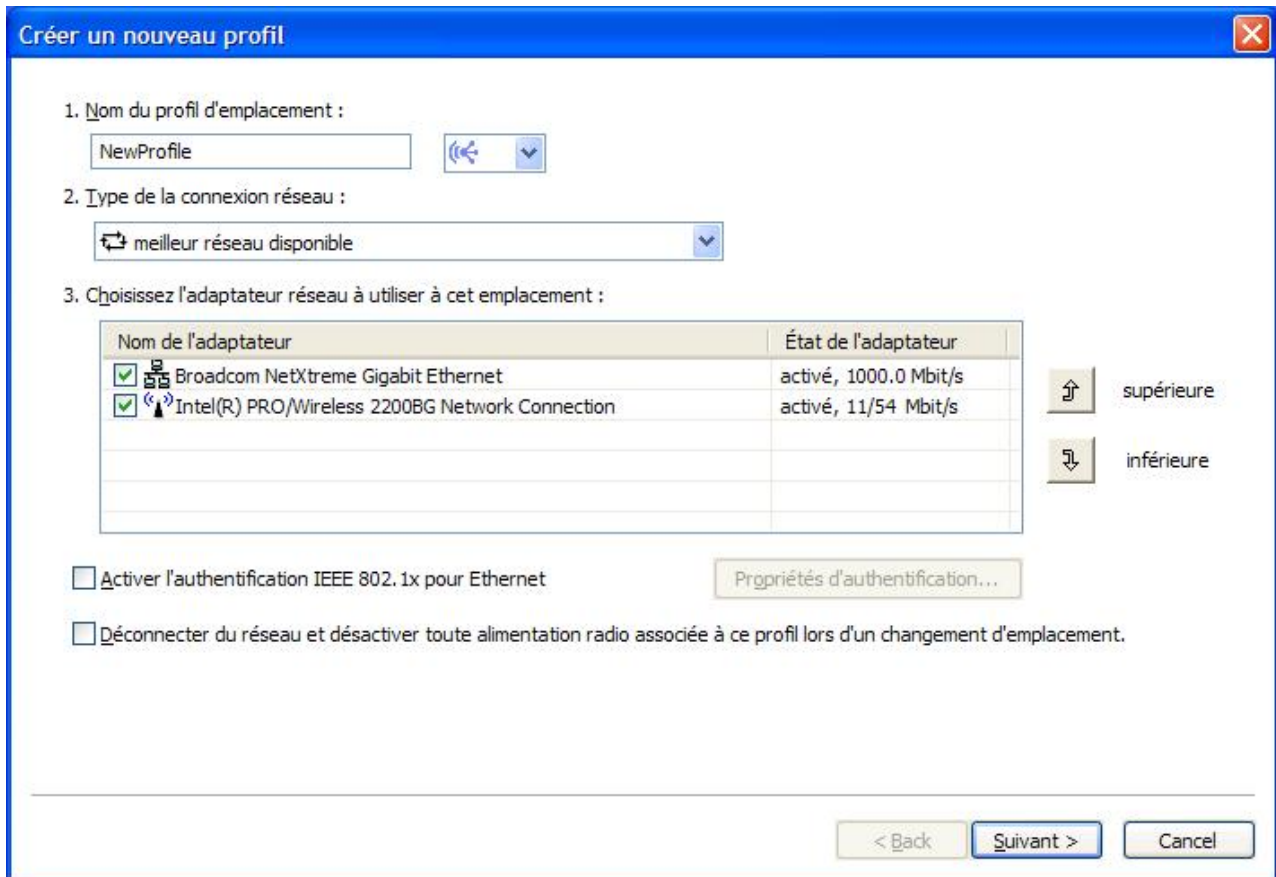 Créer un nouveau profil
1. Nom du profil d'emplacement :
NewProfile
2. Type de la connexion réseau :
meilleur réseau disponible
3. Choisissez l'adaptateur réseau à utiliser à cet emplacement :
Nom de l'adaptateur État de l'adaptateur
Broadcom NetXtreme Gigabit Ethernet activé, 1000.0 Mbit/s
Intel(R) PRO/Wireless 2200BG Network Connection activé, 11/54 Mbit/s
supérieure
inférieure
Activer l'authentification IEEE 802.1x pour Ethernet Propriétés d'authentification...
Déconnecter du réseau et désactiver toute alimentation radio associée à ce profil lors d'un changement d'emplacement.
< Back Suivant > Cancel